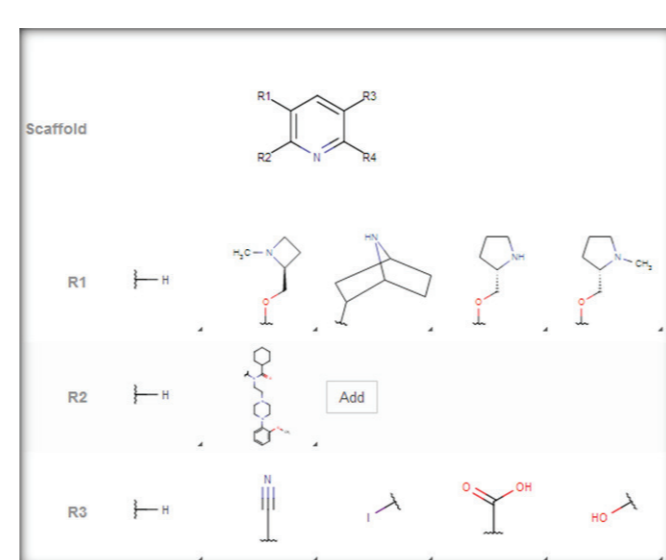 R1 R3
Scaffold
R2 N R4
R1 H H₃C N O HN O NH O N CH₃
R2 H N O N N O Add
R3 H N I O OH HO